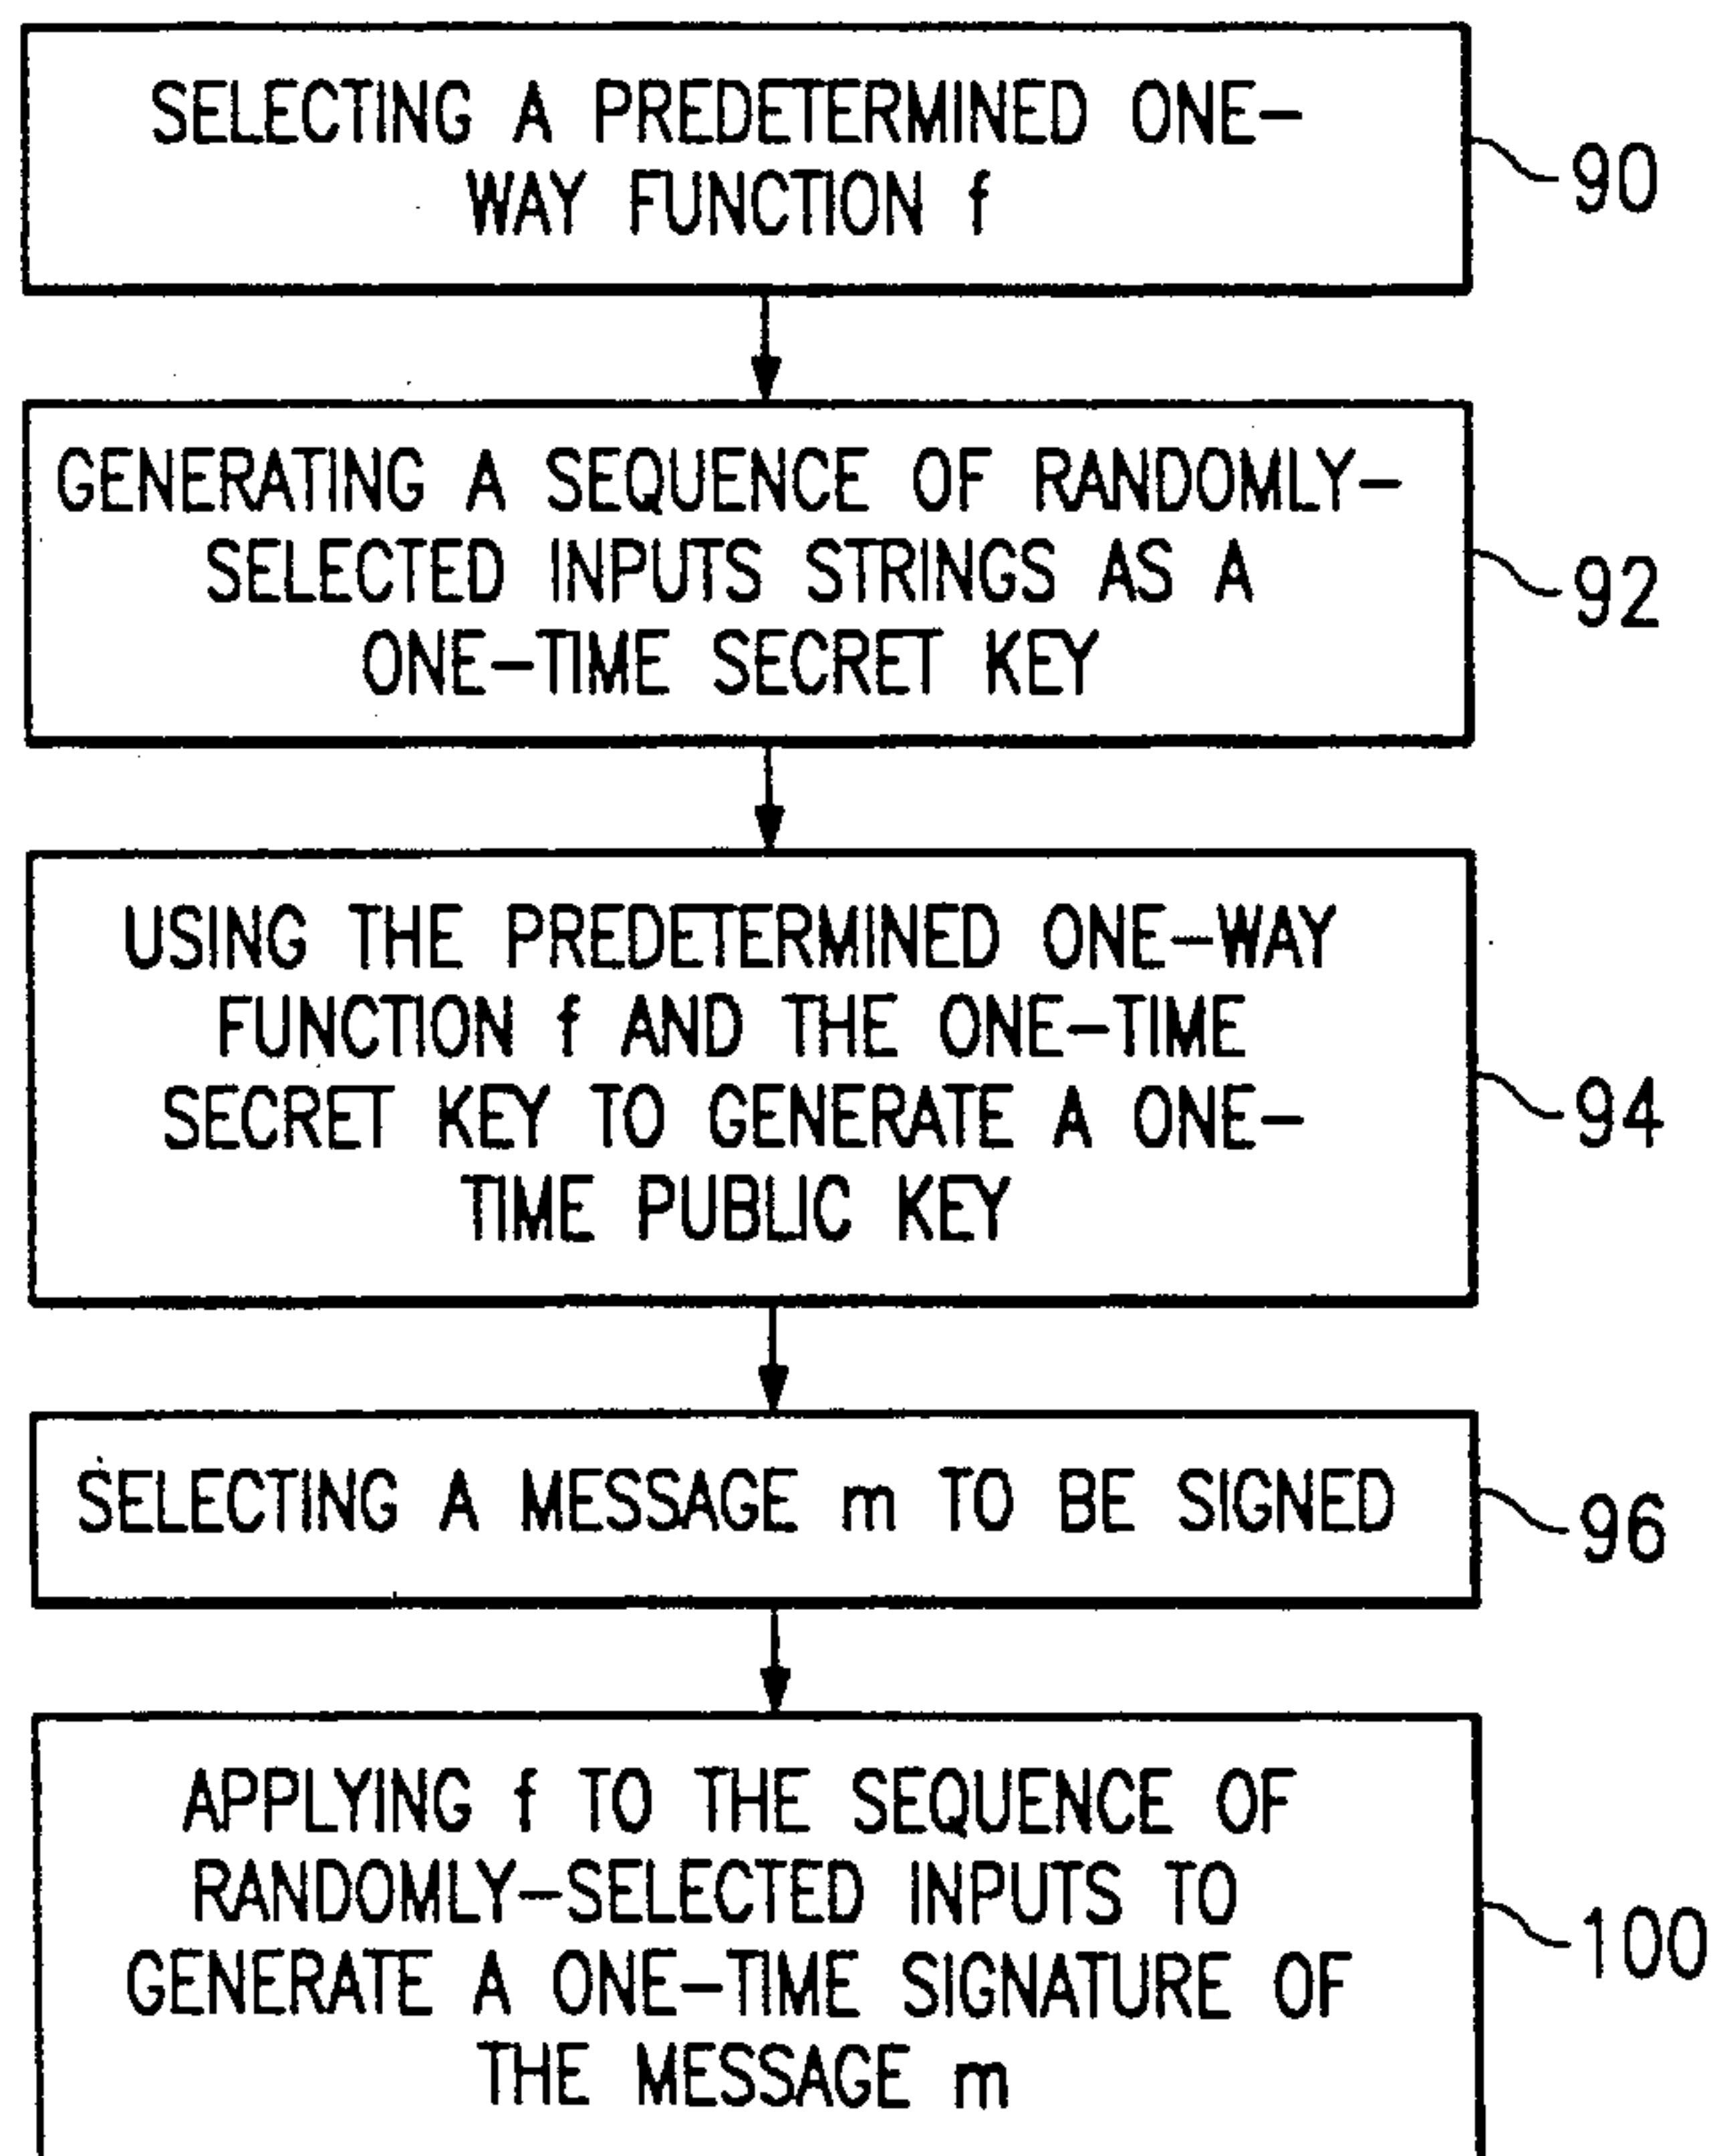 SELECTING A PREDETERMINED ONE-
WAY FUNCTION f
90
GENERATING A SEQUENCE OF RANDOMLY-
SELECTED INPUTS STRINGS AS A
ONE-TIME SECRET KEY
92
USING THE PREDETERMINED ONE-WAY
FUNCTION f AND THE ONE-TIME
SECRET KEY TO GENERATE A ONE-
TIME PUBLIC KEY
94
SELECTING A MESSAGE m TO BE SIGNED
96
APPLYING f TO THE SEQUENCE OF
RANDOMLY-SELECTED INPUTS TO
GENERATE A ONE-TIME SIGNATURE OF
THE MESSAGE m
100